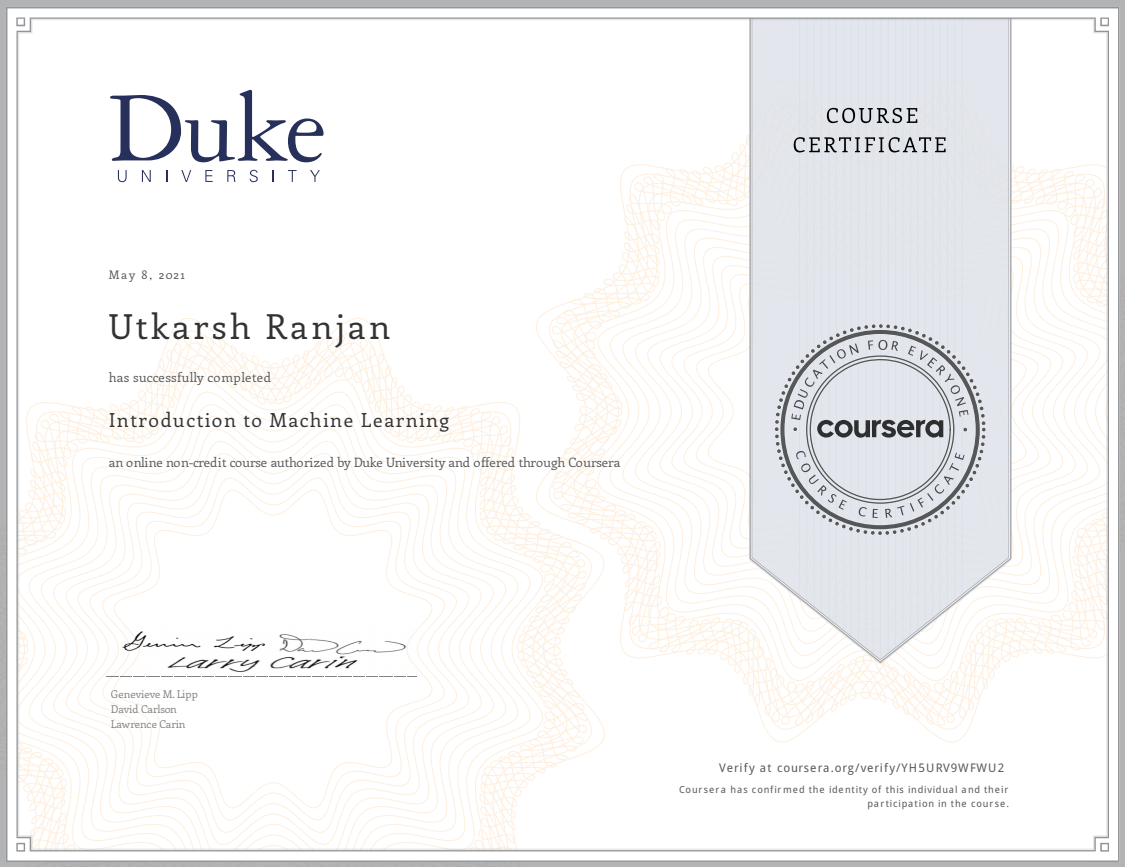 Duke
UNIVERSITY
COURSE
CERTIFICATE
May 8, 2021
Utkarsh Ranjan
has successfully completed
Introduction to Machine Learning
an online non-credit course authorized by Duke University and offered through Coursera
EDUCATION FOR EVERYONE
coursera
COURSE CERTIFICATE
Larry Carin
Genevieve M. Lipp
David Carlson
Lawrence Carin
Verify at coursera.org/verify/YH5URV9WFWU2
Coursera has confirmed the identity of this individual and their
participation in the course.